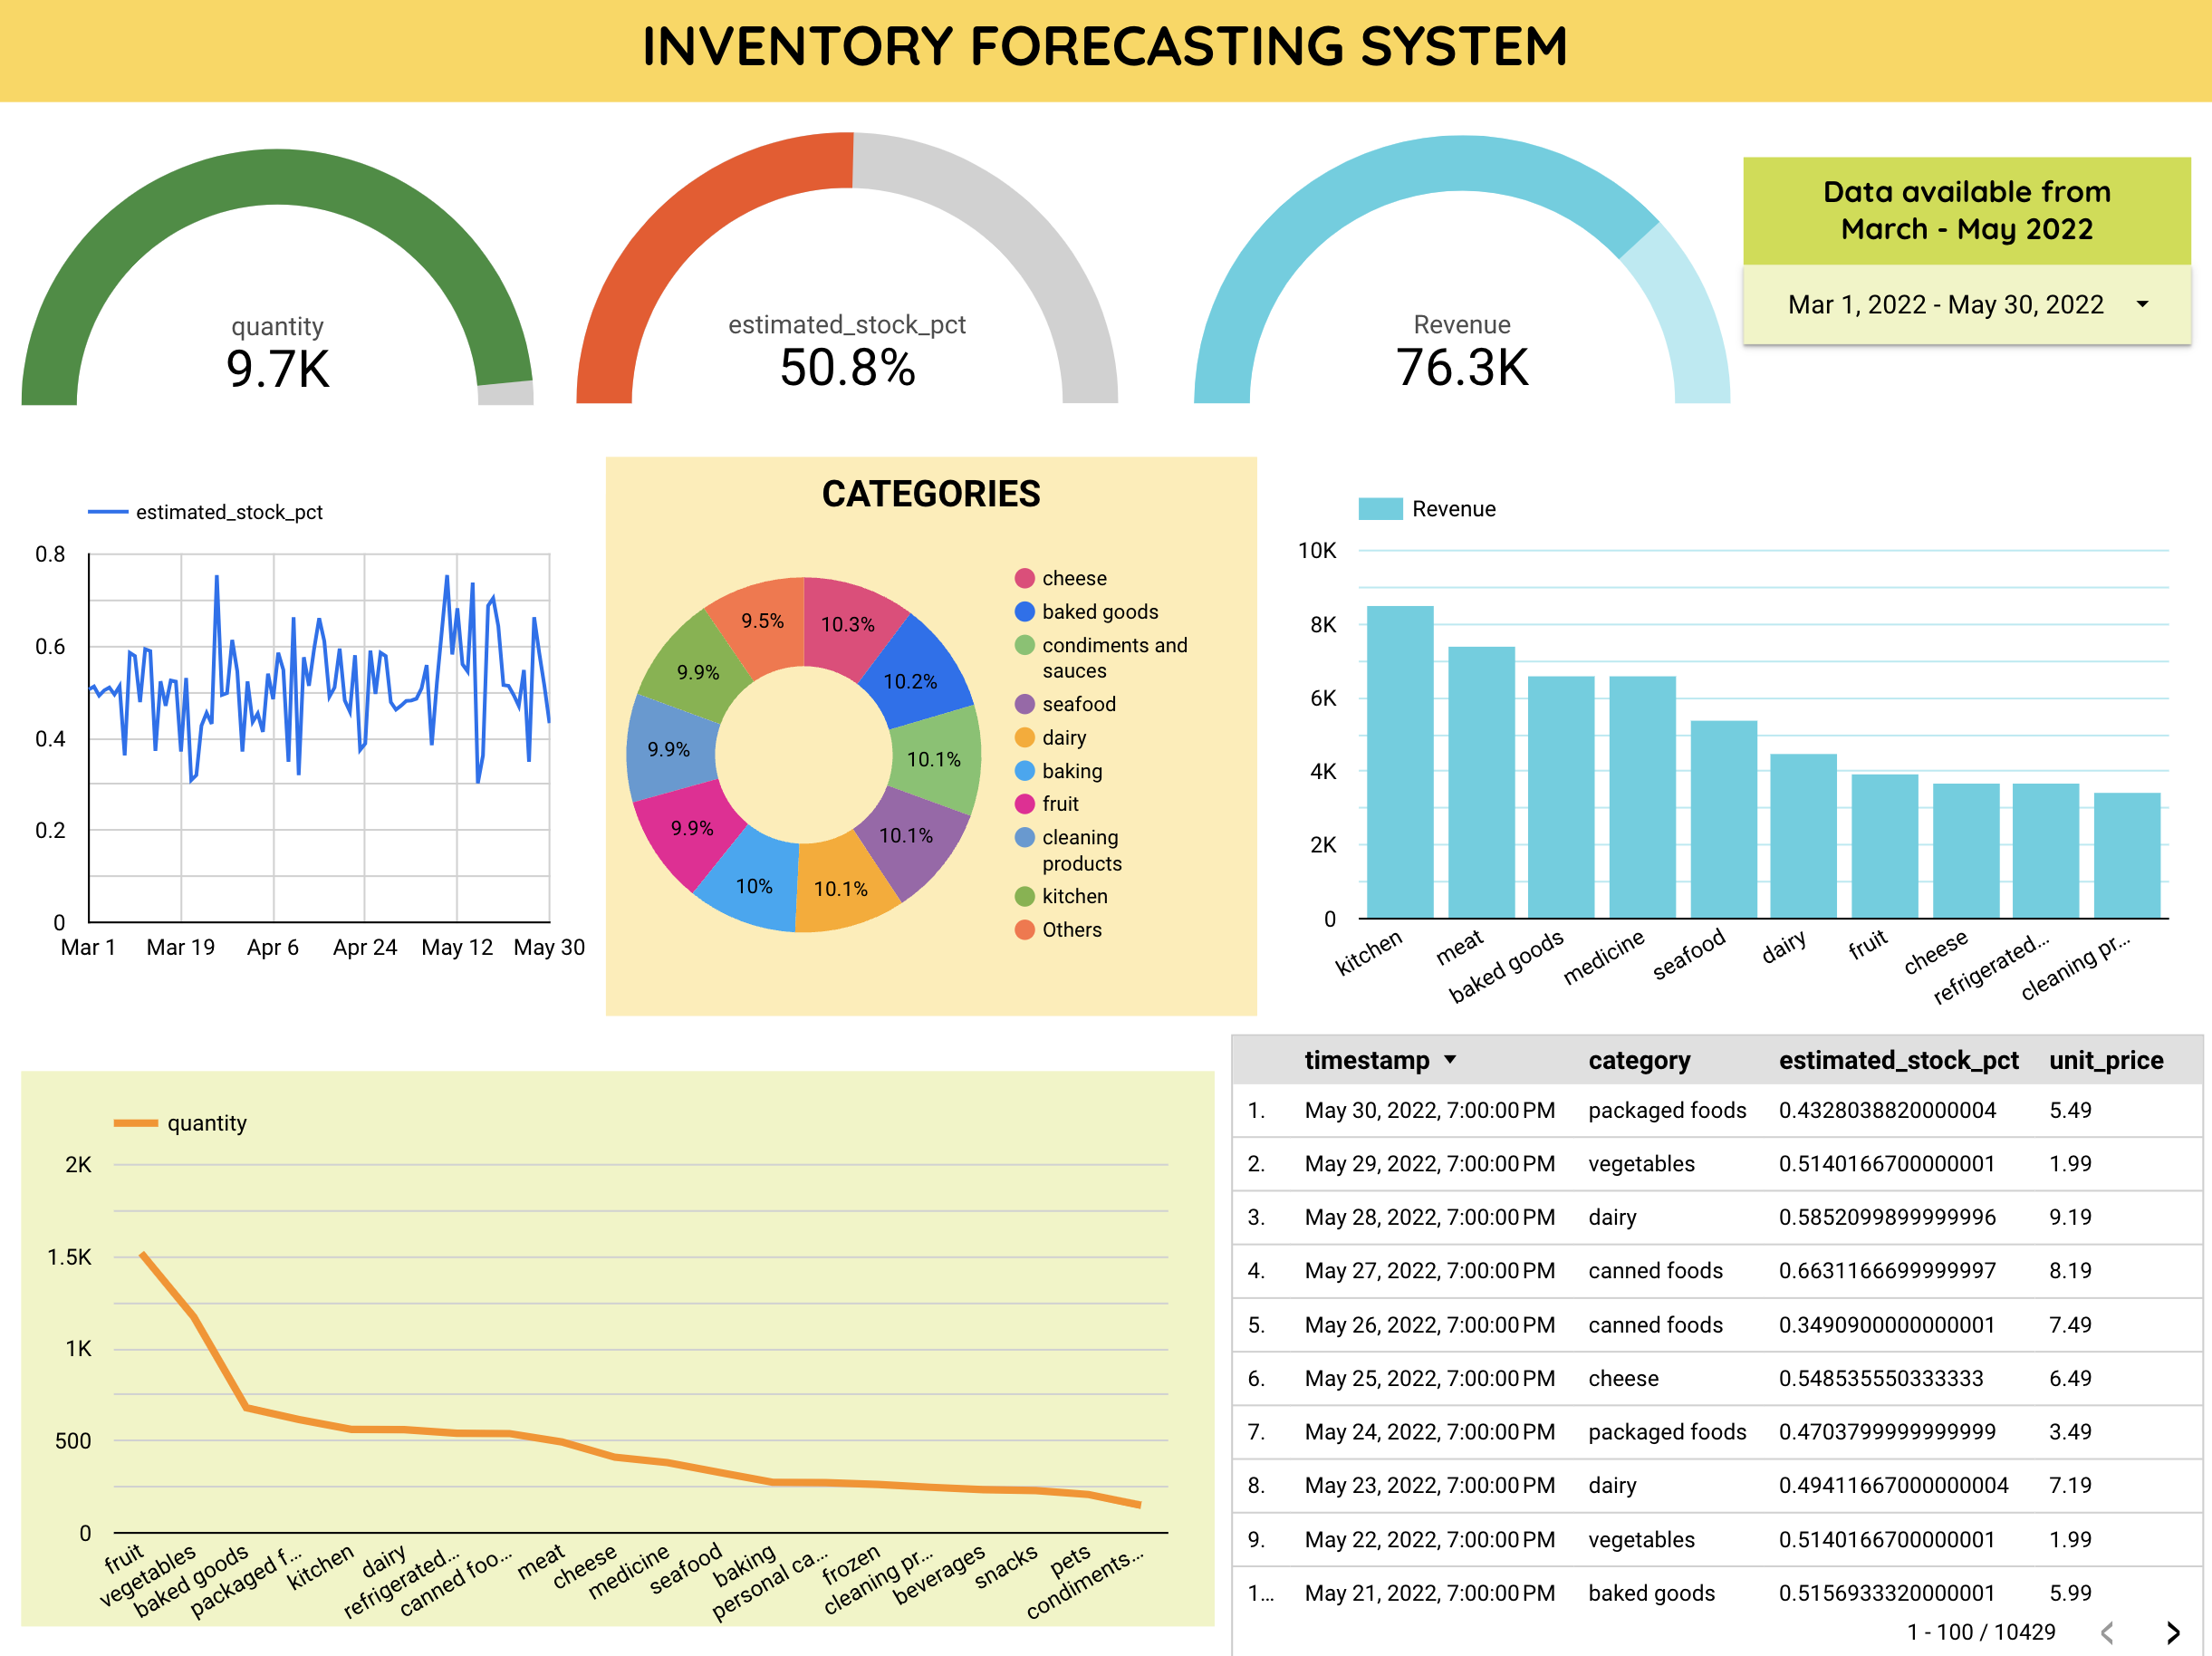 INVENTORY FORECASTING SYSTEM
quantity
9.7K
estimated_stock_pct
50.8%
Revenue
76.3K
Data available from
March - May 2022
Mar 1, 2022 - May 30, 2022
estimated_stock_pct
0.8
0.6
0.4
0.2
0
Mar 1 Mar 19 Apr 6 Apr 24 May 12 May 30
CATEGORIES
10.3%
10.2%
10.1%
10.1%
10.1%
10%
9.9%
9.9%
9.9%
9.5%
cheese
baked goods
condiments and
sauces
seafood
dairy
baking
fruit
cleaning
products
kitchen
Others
Revenue
10K
8K
6K
4K
2K
0
kitchen meat baked goods medicine seafood dairy fruit cheese refrigerated... cleaning pr...
quantity
2K
1.5K
1K
500
0
fruit vegetables baked goods packaged f... kitchen dairy refrigerated... canned foo... meat cheese medicine seafood baking personal ca... frozen cleaning pr... beverages snacks pets condiments...
timestamp category estimated_stock_pct unit_price
1. May 30, 2022, 7:00:00 PM packaged foods 0.4328038820000004 5.49
2. May 29, 2022, 7:00:00 PM vegetables 0.5140166700000001 1.99
3. May 28, 2022, 7:00:00 PM dairy 0.5852099899999996 9.19
4. May 27, 2022, 7:00:00 PM canned foods 0.6631166699999997 8.19
5. May 26, 2022, 7:00:00 PM canned foods 0.3490900000000001 7.49
6. May 25, 2022, 7:00:00 PM cheese 0.548535550333333 6.49
7. May 24, 2022, 7:00:00 PM packaged foods 0.4703799999999999 3.49
8. May 23, 2022, 7:00:00 PM dairy 0.49411667000000004 7.19
9. May 22, 2022, 7:00:00 PM vegetables 0.5140166700000001 1.99
1... May 21, 2022, 7:00:00 PM baked goods 0.5156933320000001 5.99
1 - 100 / 10429